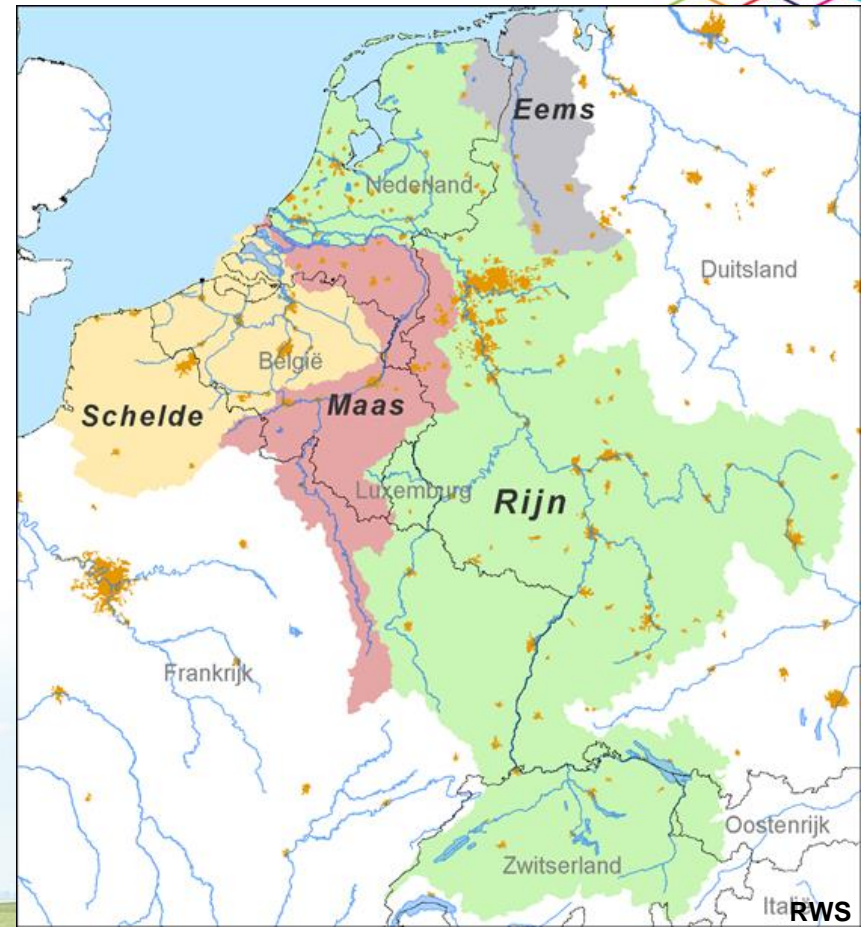 Eems
Nederland
Duitsland
België
Schelde
Maas
Luxemburg
Rijn
Frankrijk
Oostenrijk
Zwitserland
Italië
RWS